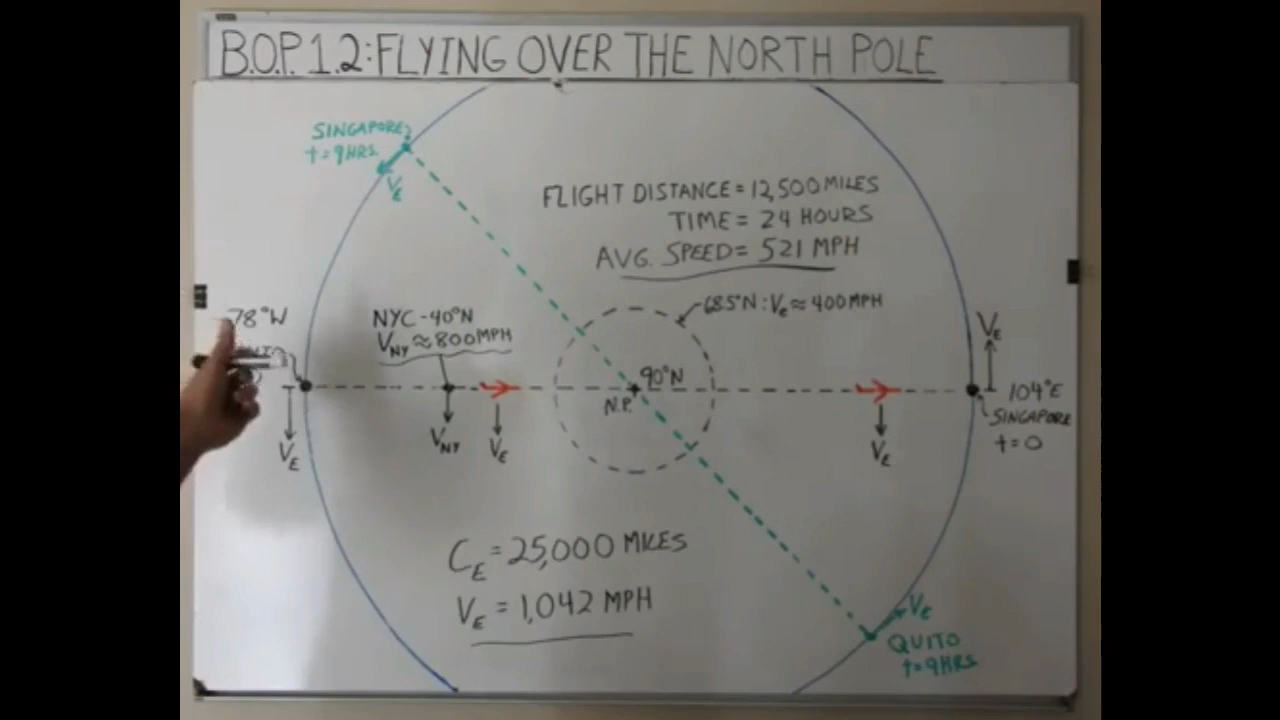 B.O.P. 1.2: FLYING OVER THE NORTH POLE
SINGAPORE
t = 9HRS
VE
FLIGHT DISTANCE = 12,500 MILES
TIME = 24 HOURS
AVG. SPEED = 521 MPH
68.5°N: VE ≈ 400 MPH
78°W
NYC - 40°N
VNY ≈ 800 MPH
VE
90°N
N.P.
104°E
SINGAPORE
t = 0
VE
VNY
VE
VE
CE = 25,000 MILES
VE = 1,042 MPH
VE
QUITO
t = 9HRS